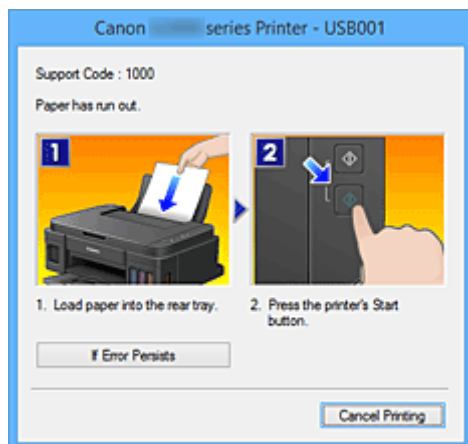 Canon series Printer - USB001
Support Code : 1000
Paper has run out.
1
2
1. Load paper into the rear tray.
2. Press the printer's Start
button.
If Error Persists
Cancel Printing